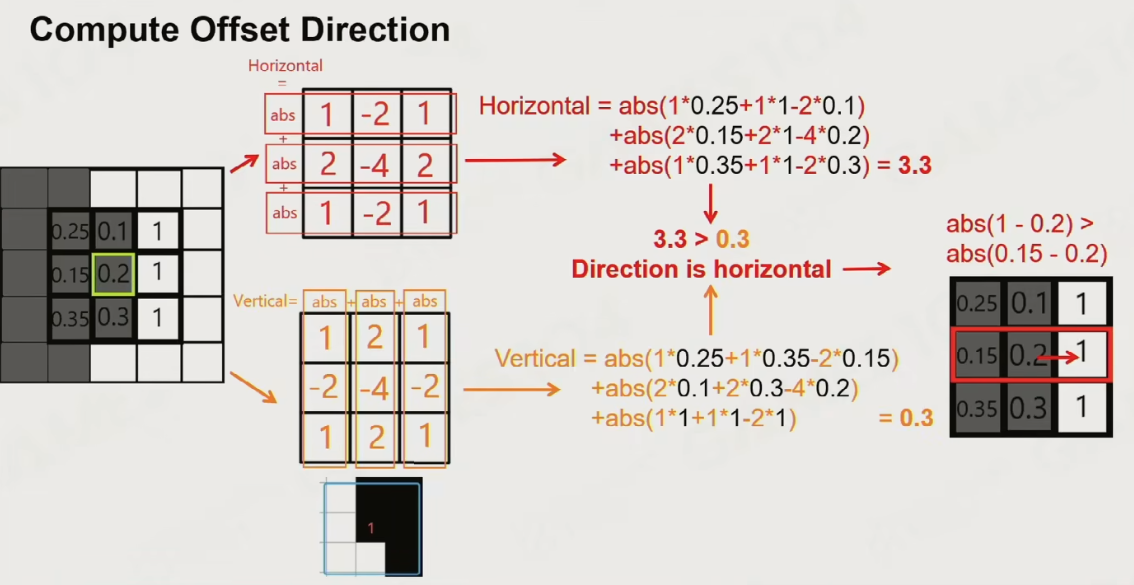 Compute Offset Direction
Horizontal
=
abs 1 -2 1
+
abs 2 -4 2
+
abs 1 -2 1
Horizontal = abs(1*0.25+1*1-2*0.1)
+abs(2*0.15+2*1-4*0.2)
+abs(1*0.35+1*1-2*0.3) = 3.3
0.25 0.1 1
0.15 0.2 1
0.35 0.3 1
3.3 > 0.3
Direction is horizontal
abs(1 - 0.2) >
abs(0.15 - 0.2)
0.25 0.1 1
0.15 0.2 1
0.35 0.3 1
Vertical= abs + abs + abs
1 2 1
-2 -4 -2
1 2 1
Vertical = abs(1*0.25+1*0.35-2*0.15)
+abs(2*0.1+2*0.3-4*0.2)
+abs(1*1+1*1-2*1) = 0.3
1